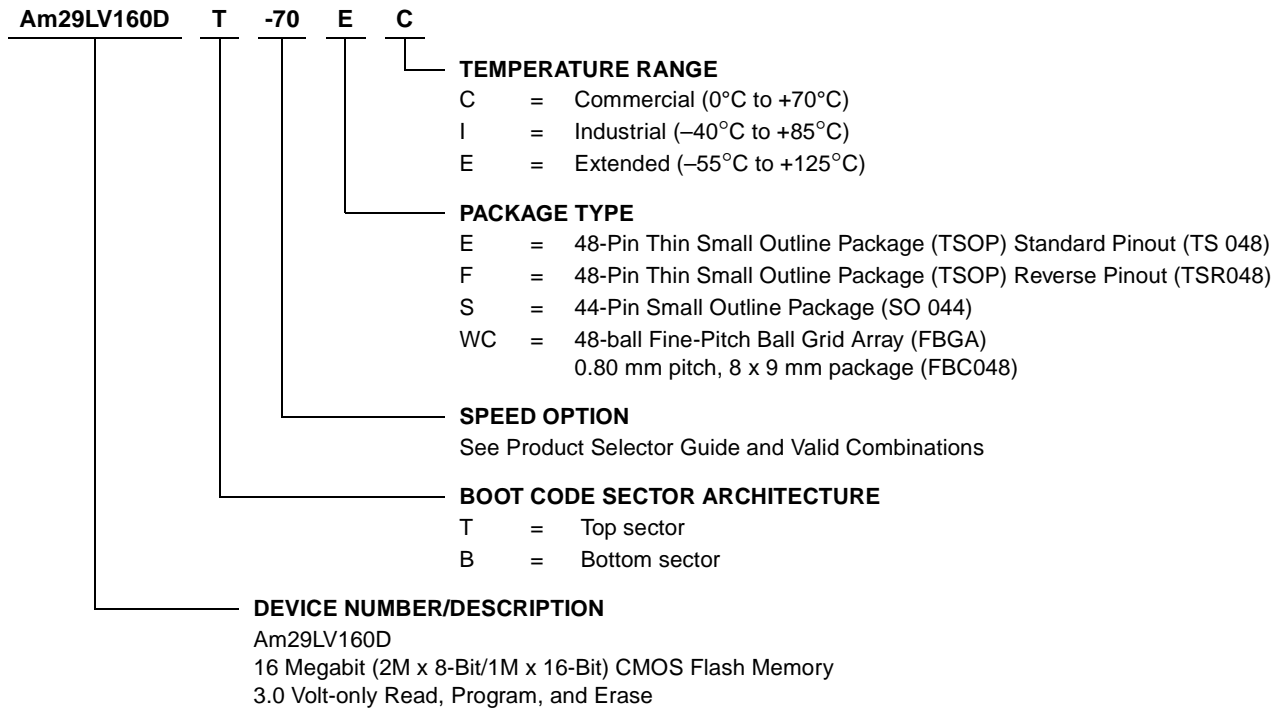 Am29LV160D T -70 E C
TEMPERATURE RANGE
C = Commercial (0°C to +70°C)
I = Industrial (–40°C to +85°C)
E = Extended (–55°C to +125°C)
PACKAGE TYPE
E = 48-Pin Thin Small Outline Package (TSOP) Standard Pinout (TS 048)
F = 48-Pin Thin Small Outline Package (TSOP) Reverse Pinout (TSR048)
S = 44-Pin Small Outline Package (SO 044)
WC = 48-ball Fine-Pitch Ball Grid Array (FBGA)
0.80 mm pitch, 8 x 9 mm package (FBC048)
SPEED OPTION
See Product Selector Guide and Valid Combinations
BOOT CODE SECTOR ARCHITECTURE
T = Top sector
B = Bottom sector
DEVICE NUMBER/DESCRIPTION
Am29LV160D
16 Megabit (2M x 8-Bit/1M x 16-Bit) CMOS Flash Memory
3.0 Volt-only Read, Program, and Erase